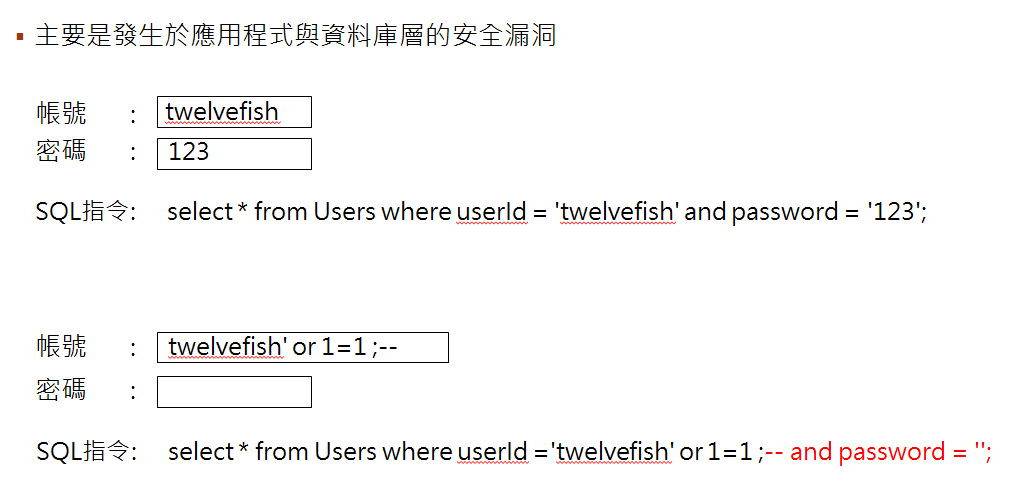 ▪ 主要是發生於應用程式與資料庫層的安全漏洞
帳號 : twelvefish
密碼 : 123
SQL指令: select * from Users where userId = 'twelvefish' and password = '123';
帳號 : twelvefish' or 1=1 ;--
密碼 :
SQL指令: select * from Users where userId ='twelvefish' or 1=1 ;-- and password = '';